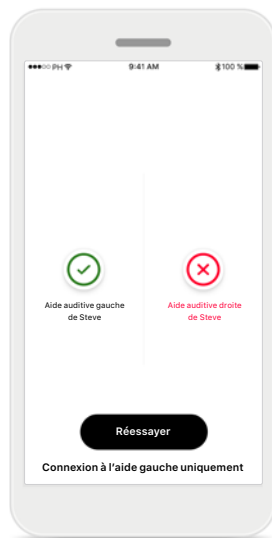 PH
9:41 AM
100 %
Aide auditive gauche
de Steve
Aide auditive droite
de Steve
Réessayer
Connexion à l’aide gauche uniquement